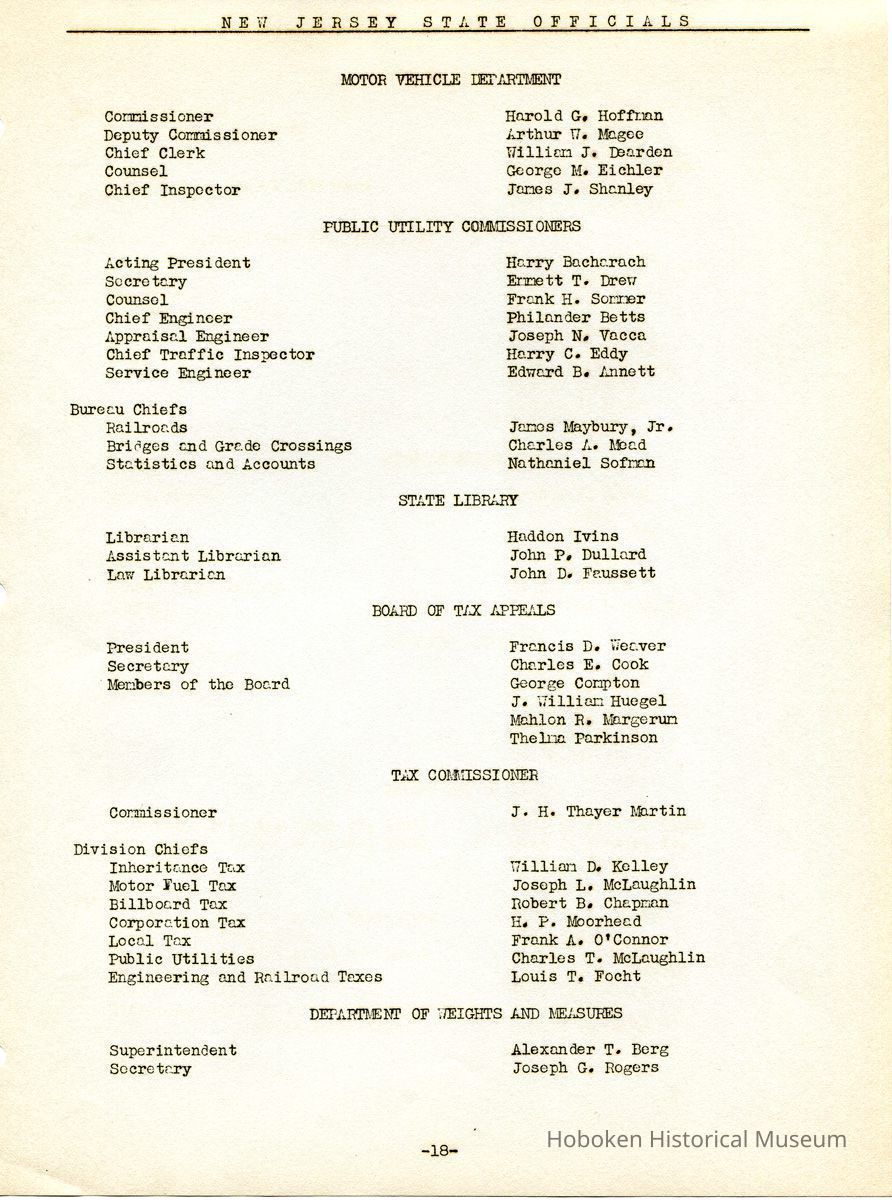 NEW JERSEY STATE OFFICIALS
MOTOR VEHICLE DEPARTMENT
Commissioner Harold G. Hoffman
Deputy Commissioner Arthur W. Magee
Chief Clerk William J. Dearden
Counsel George M. Eichler
Chief Inspector James J. Shanley
PUBLIC UTILITY COMMISSIONERS
Acting President Harry Bacharach
Secretary Emmett T. Drew
Counsel Frank H. Sommer
Chief Engineer Philander Betts
Appraisal Engineer Joseph N. Vacca
Chief Traffic Inspector Harry C. Eddy
Service Engineer Edward B. Annett
Bureau Chiefs
Railroads James Maybury, Jr.
Bridges and Grade Crossings Charles A. Mead
Statistics and Accounts Nathaniel Sofman
STATE LIBRARY
Librarian Haddon Ivins
Assistant Librarian John P. Dullard
Law Librarian John D. Faussett
BOARD OF TAX APPEALS
President Francis D. Weaver
Secretary Charles E. Cook
Members of the Board George Compton
J. William Huegel
Mahlon R. Margerum
Thelma Parkinson
TAX COMMISSIONER
Commissioner J. H. Thayer Martin
Division Chiefs
Inheritance Tax William D. Kelley
Motor Fuel Tax Joseph L. McLaughlin
Billboard Tax Robert B. Chapman
Corporation Tax H. P. Moorhead
Local Tax Frank A. O'Connor
Public Utilities Charles T. McLaughlin
Engineering and Railroad Taxes Louis T. Focht
DEPARTMENT OF WEIGHTS AND MEASURES
Superintendent Alexander T. Berg
Secretary Joseph G. Rogers
-18-
Hoboken Historical Museum